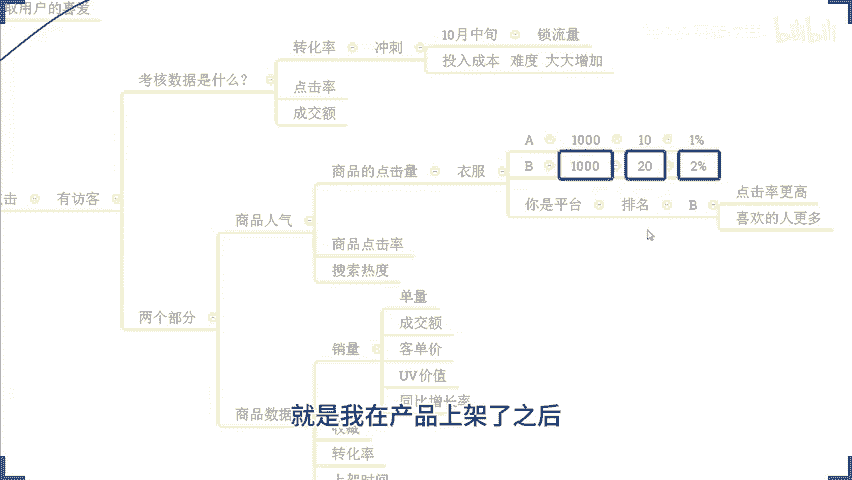 取用户的喜爱
bilibili
10月中旬 锁流量
转化率 冲刺
投入成本 难度 大大增加
考核数据是什么？
点击率
成交额
A 1000 10 1%
商品的点击量 衣服
B 1000 20 2%
点击率更高
点击 有访客
你是平台 排名 B
喜欢的人更多
商品人气
商品点击率
搜索热度
单量
两个部分
成交额
销量
客单价
UV价值
同比增长率
商品数据
就是我在产品上架了之后
收藏
转化率
上架时间